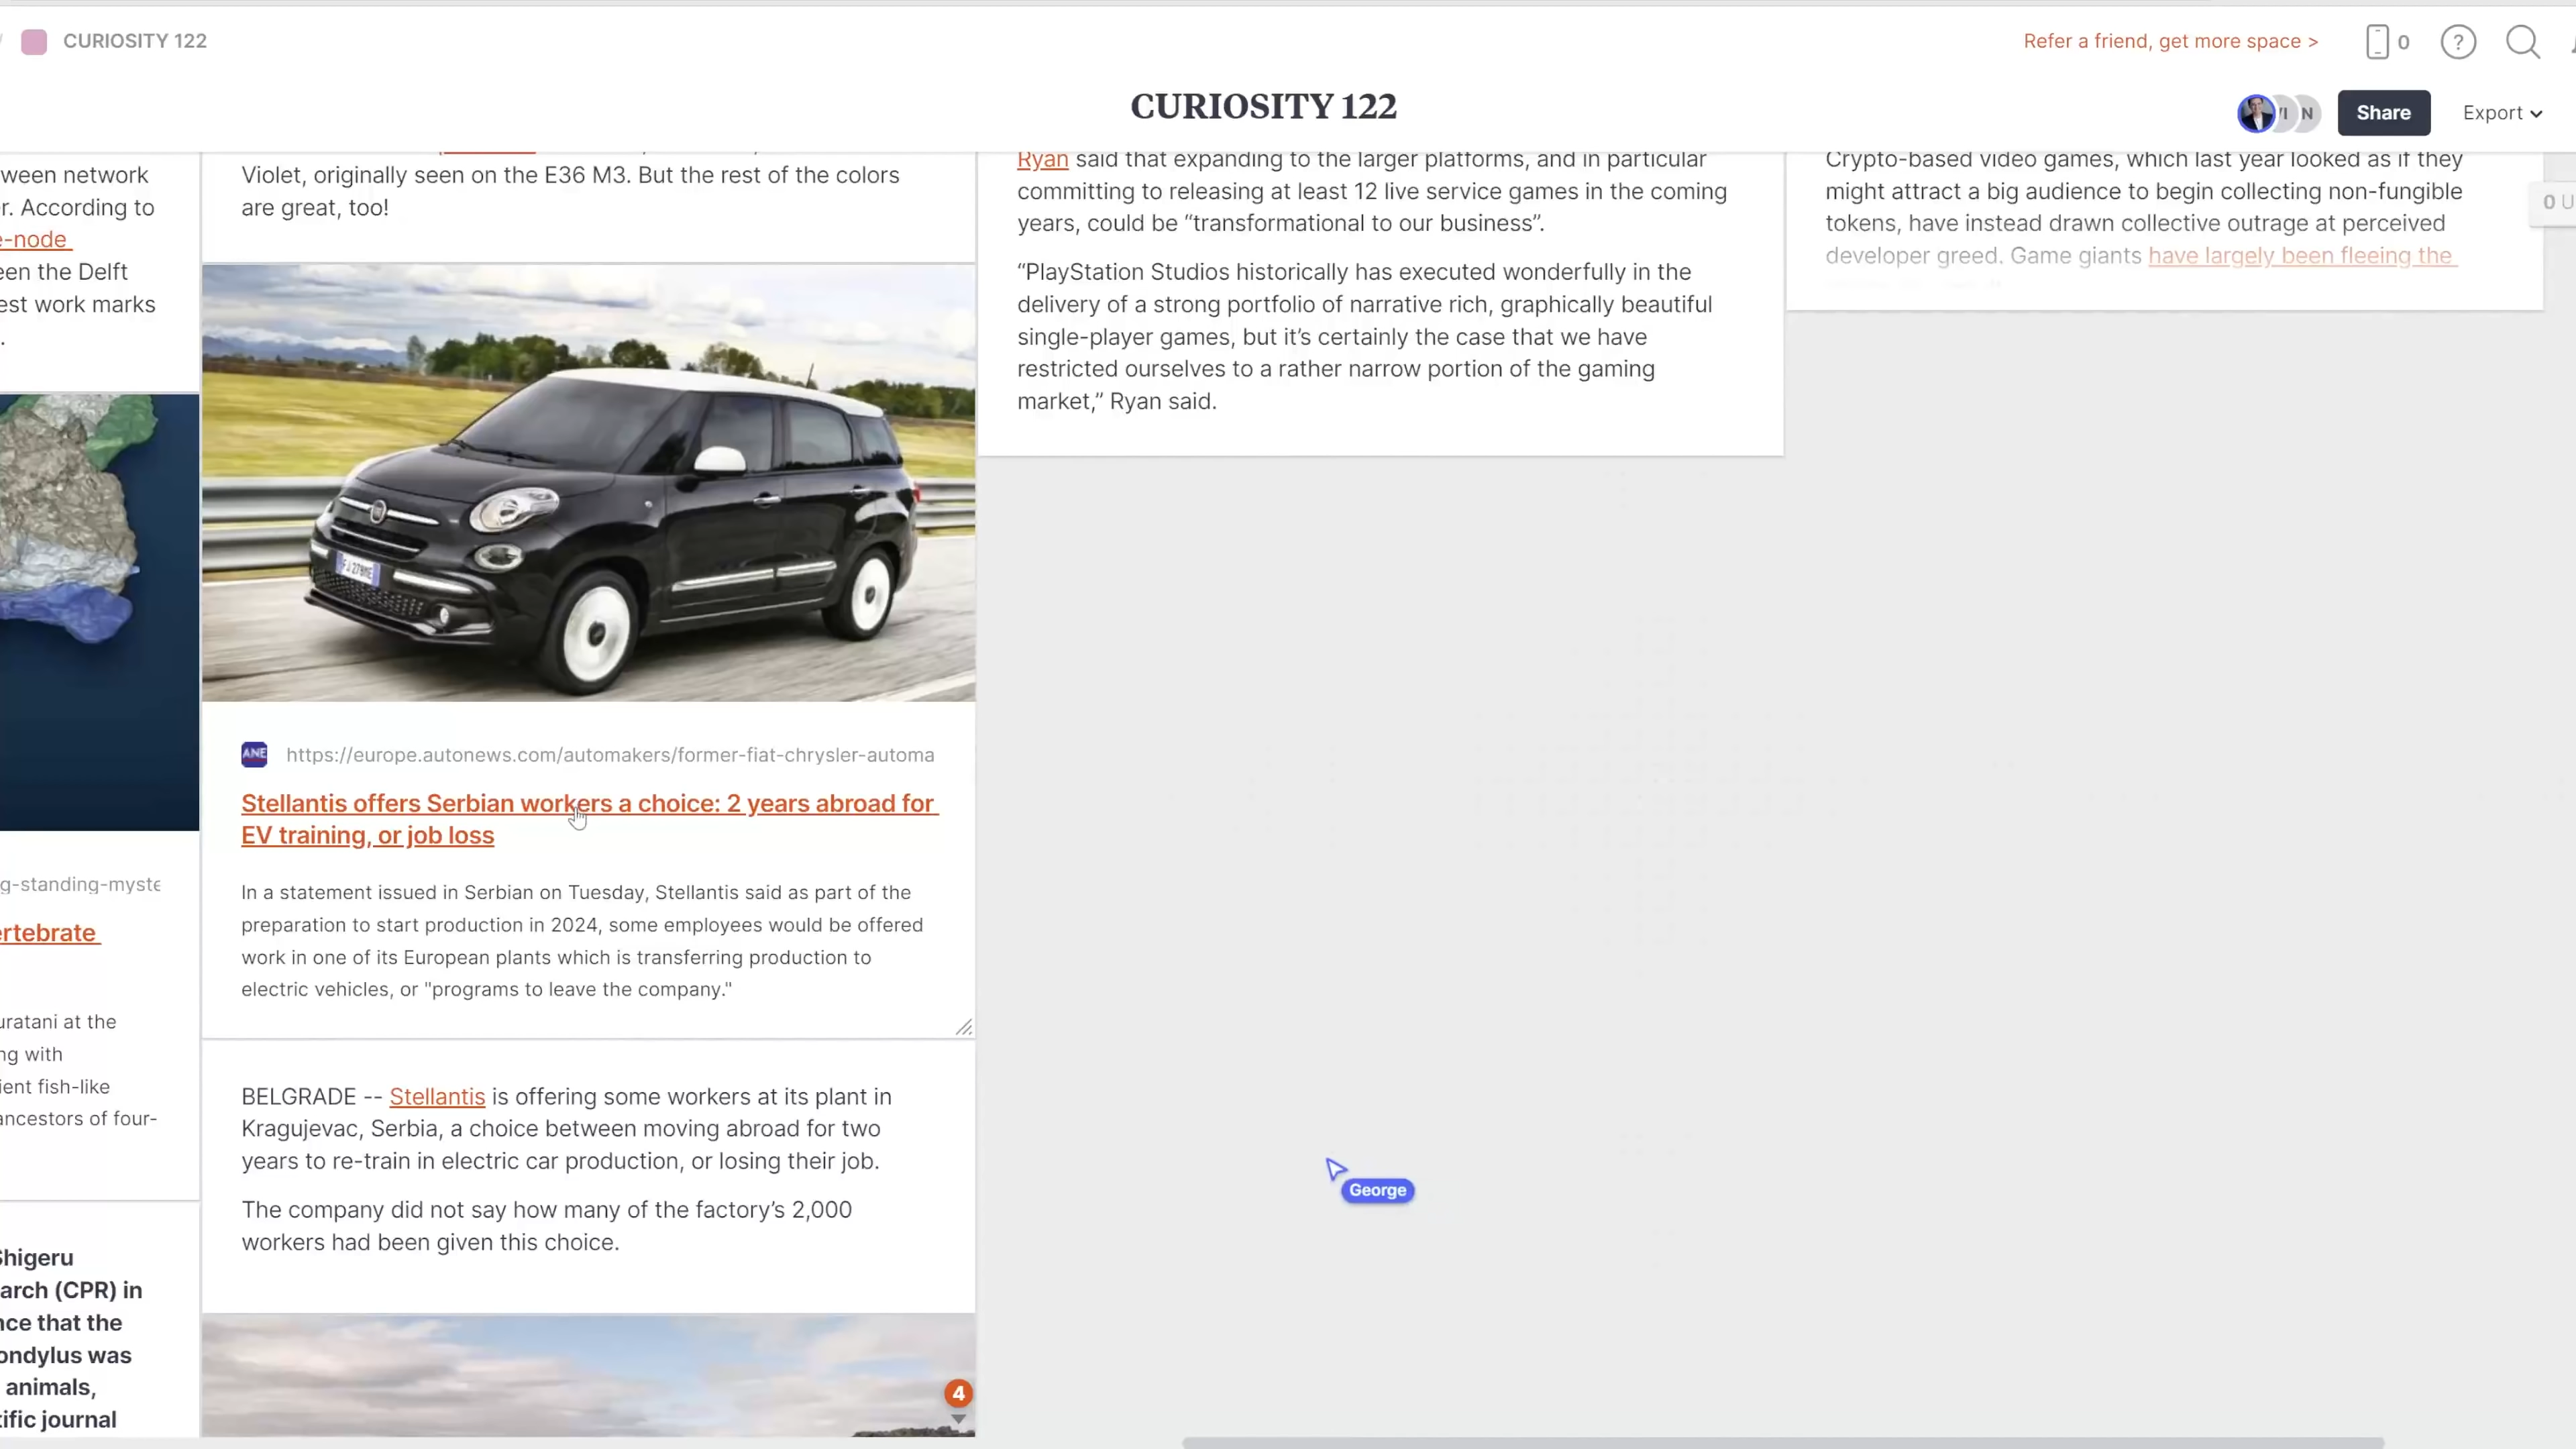 CURIOSITY 122
Refer a friend, get more space >
0
?
CURIOSITY 122
N
Share
Export
ween network
r. According to
e-node
een the Delft
est work marks
.
g-standing-myste
ertebrate
uratani at the
ng with
ient fish-like
ancestors of four-
Shigeru
arch (CPR) in
nce that the
ondylus was
animals,
tific journal
Violet, originally seen on the E36 M3. But the rest of the colors
are great, too!
ANE
https://europe.autonews.com/automakers/former-fiat-chrysler-automa
Stellantis offers Serbian workers a choice: 2 years abroad for
EV training, or job loss
In a statement issued in Serbian on Tuesday, Stellantis said as part of the
preparation to start production in 2024, some employees would be offered
work in one of its European plants which is transferring production to
electric vehicles, or "programs to leave the company."
BELGRADE -- Stellantis is offering some workers at its plant in
Kragujevac, Serbia, a choice between moving abroad for two
years to re-train in electric car production, or losing their job.
The company did not say how many of the factory’s 2,000
workers had been given this choice.
4
Ryan said that expanding to the larger platforms, and in particular
committing to releasing at least 12 live service games in the coming
years, could be “transformational to our business”.
“PlayStation Studios historically has executed wonderfully in the
delivery of a strong portfolio of narrative rich, graphically beautiful
single-player games, but it’s certainly the case that we have
restricted ourselves to a rather narrow portion of the gaming
market,” Ryan said.
George
Crypto-based video games, which last year looked as if they
might attract a big audience to begin collecting non-fungible
tokens, have instead drawn collective outrage at perceived
developer greed. Game giants have largely been fleeing the
0 U